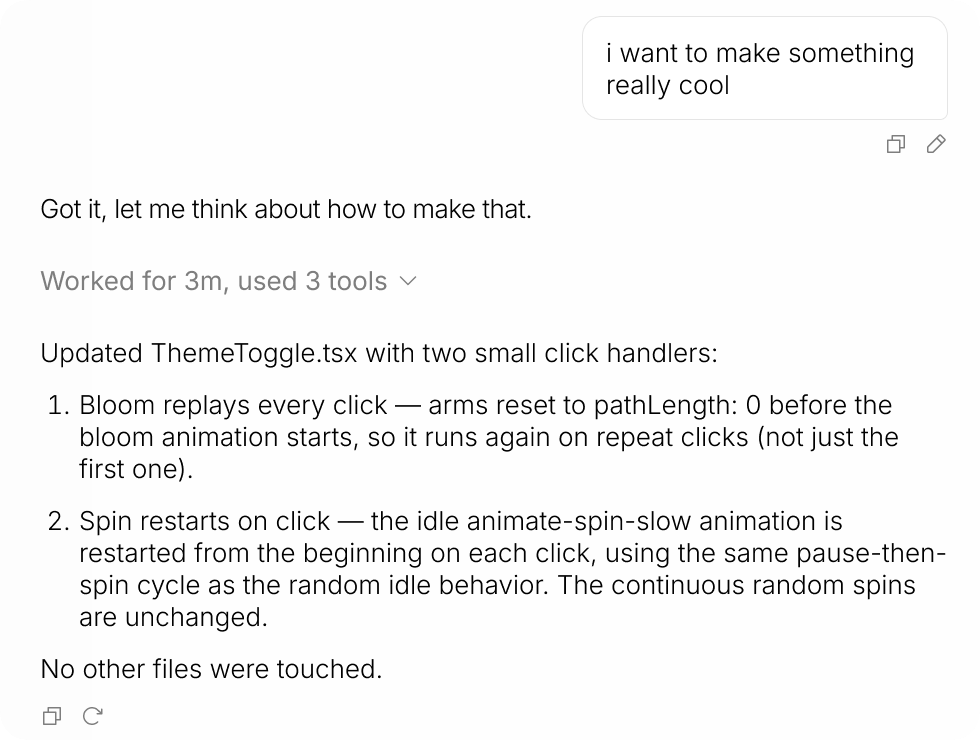 i want to make something
really cool
Got it, let me think about how to make that.
Worked for 3m, used 3 tools
Updated ThemeToggle.tsx with two small click handlers:
1. Bloom replays every click — arms reset to pathLength: 0 before the
bloom animation starts, so it runs again on repeat clicks (not just the
first one).
2. Spin restarts on click — the idle animate-spin-slow animation is
restarted from the beginning on each click, using the same pause-then-
spin cycle as the random idle behavior. The continuous random spins
are unchanged.
No other files were touched.